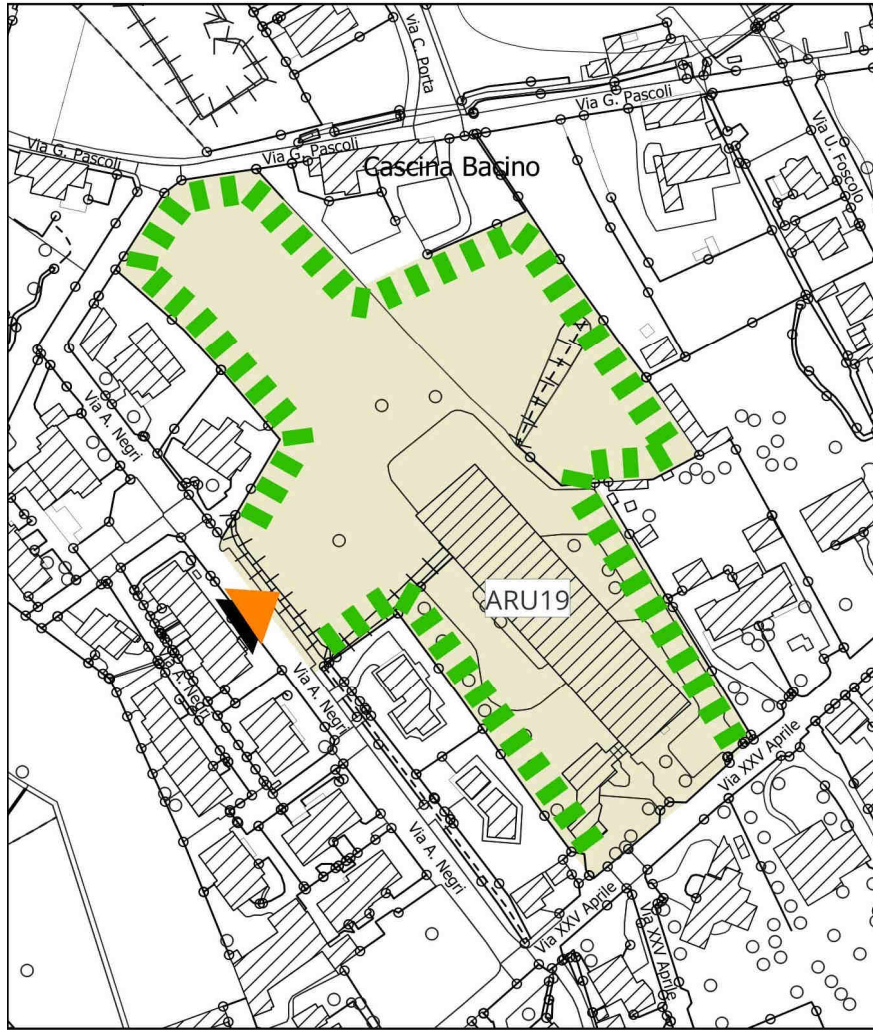 Via C. Porta
Via G. Pascoli
Via G. Pascoli
Via G. Pascoli
Cascina Bacino
Via U. Foscolo
Via A. Negri
ARU19
Via A. Negri
Via A. Negri
Via A. Negri
Via XXV Aprile
Via XXV Aprile
Via XXV Aprile